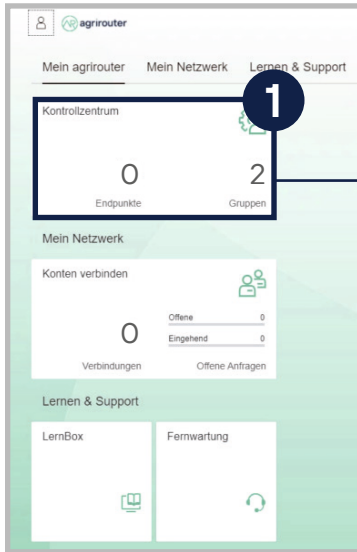 agrirouter
Mein agrirouter Mein Netzwerk Lernen & Support
Kontrollzentrum
1
0 2
Endpunkte Gruppen
Mein Netzwerk
Konten verbinden
Offene 0
0 Eingehend 0
Verbindungen Offene Anfragen
Lernen & Support
LernBox Fernwartung